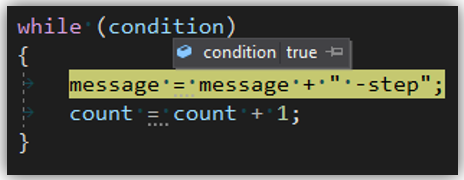 while (condition)
condition true
{
message = message + " -step";
count = count + 1;
}